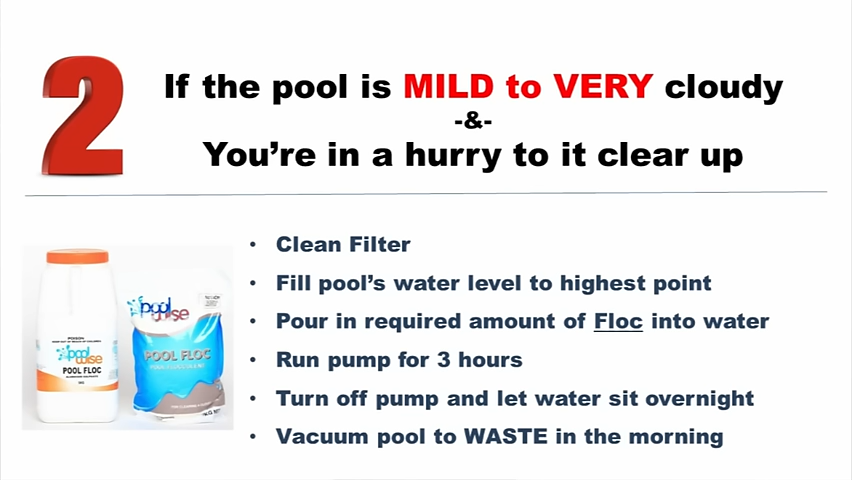 2
If the pool is MILD to VERY cloudy
-&-
You’re in a hurry to it clear up
• Clean Filter
• Fill pool’s water level to highest point
• Pour in required amount of Floc into water
• Run pump for 3 hours
• Turn off pump and let water sit overnight
• Vacuum pool to WASTE in the morning
POISON
pool
wise
POOL FLOC
pool
wise
POOL FLOC